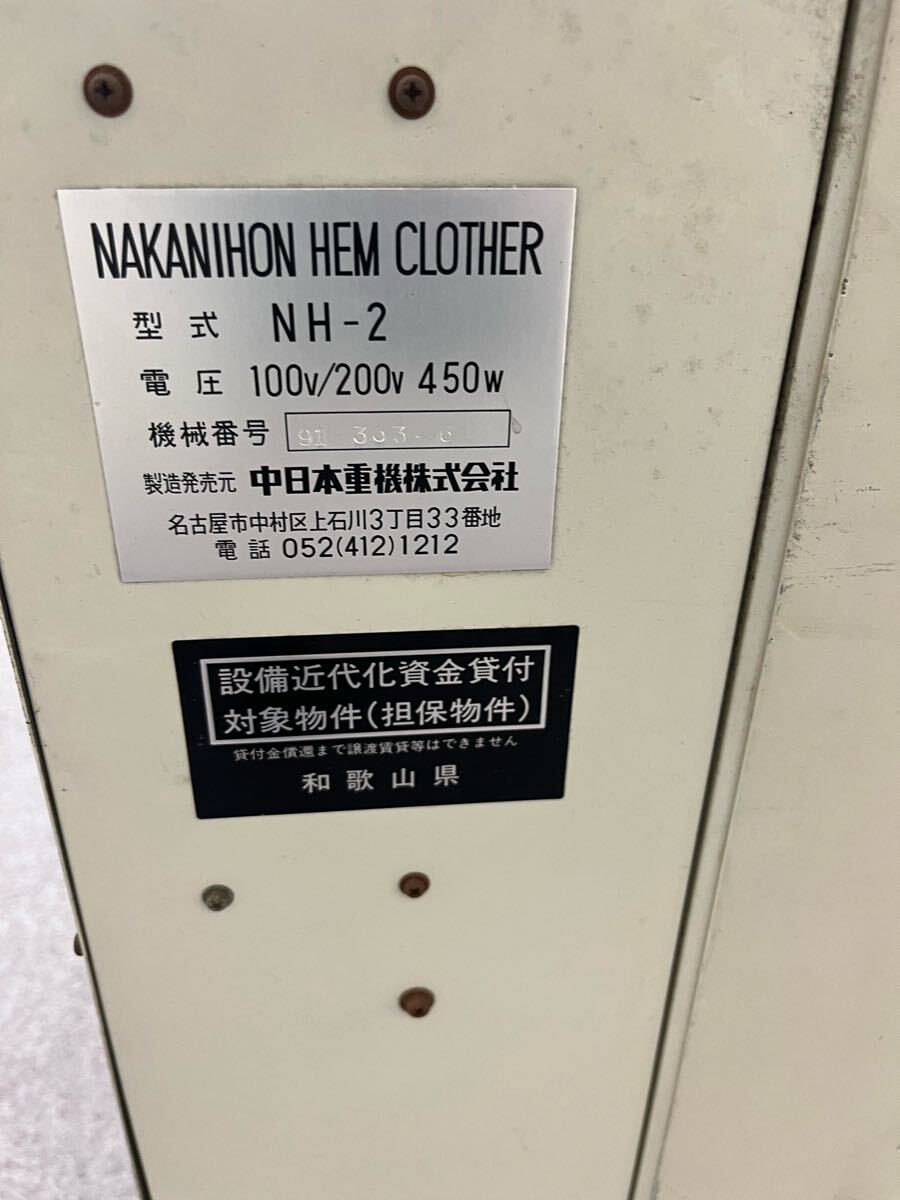 NAKANIHON HEM CLOTHER
型式 NH-2
電圧 100v/200v 450w
機械番号 91 303-6
製造発売元 中日本重機株式会社
名古屋市中村区上石川3丁目33番地
電話 052(412)1212
設備近代化資金貸付
対象物件(担保物件)
貸付金償還まで譲渡賃貸等はできません
和歌山県